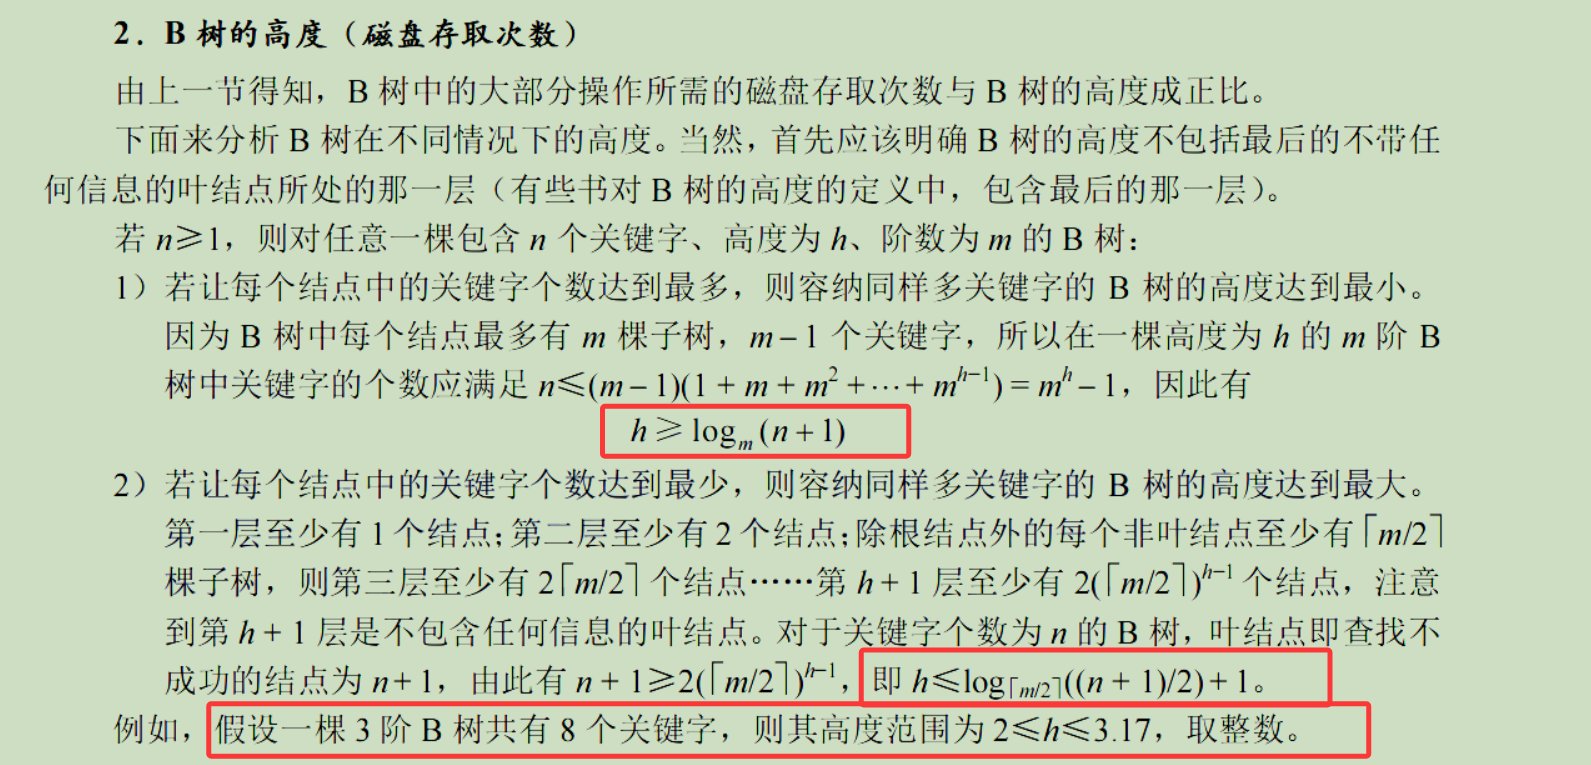 2．B 树的高度（磁盘存取次数）
由上一节得知，B 树中的大部分操作所需的磁盘存取次数与 B 树的高度成正比。
下面来分析 B 树在不同情况下的高度。当然，首先应该明确 B 树的高度不包括最后的不带任
何信息的叶结点所处的那一层（有些书对 B 树的高度的定义中，包含最后的那一层）。
若 n≥1，则对任意一棵包含 n 个关键字、高度为 h、阶数为 m 的 B 树：
1）若让每个结点中的关键字个数达到最多，则容纳同样多关键字的 B 树的高度达到最小。
因为 B 树中每个结点最多有 m 棵子树，m−1 个关键字，所以在一棵高度为 h 的 m 阶 B
树中关键字的个数应满足 n≤(m−1)(1 + m + m² +⋯+ mʰ⁻¹) = mʰ − 1，因此有
h ≥ logₘ(n+1)
2）若让每个结点中的关键字个数达到最少，则容纳同样多关键字的 B 树的高度达到最大。
第一层至少有 1 个结点；第二层至少有 2 个结点；除根结点外的每个非叶结点至少有⌈m/2⌉
棵子树，则第三层至少有 2⌈m/2⌉ 个结点……第 h + 1 层至少有 2(⌈m/2⌉)ʰ⁻¹ 个结点，注意
到第 h + 1 层是不包含任何信息的叶结点。对于关键字个数为 n 的 B 树，叶结点即查找不
成功的结点为 n + 1，由此有 n + 1≥2(⌈m/2⌉)ʰ⁻¹，即 h≤log⌈m/2⌉((n + 1)/2) + 1。
例如，假设一棵 3 阶 B 树共有 8 个关键字，则其高度范围为 2≤h≤3.17，取整数。